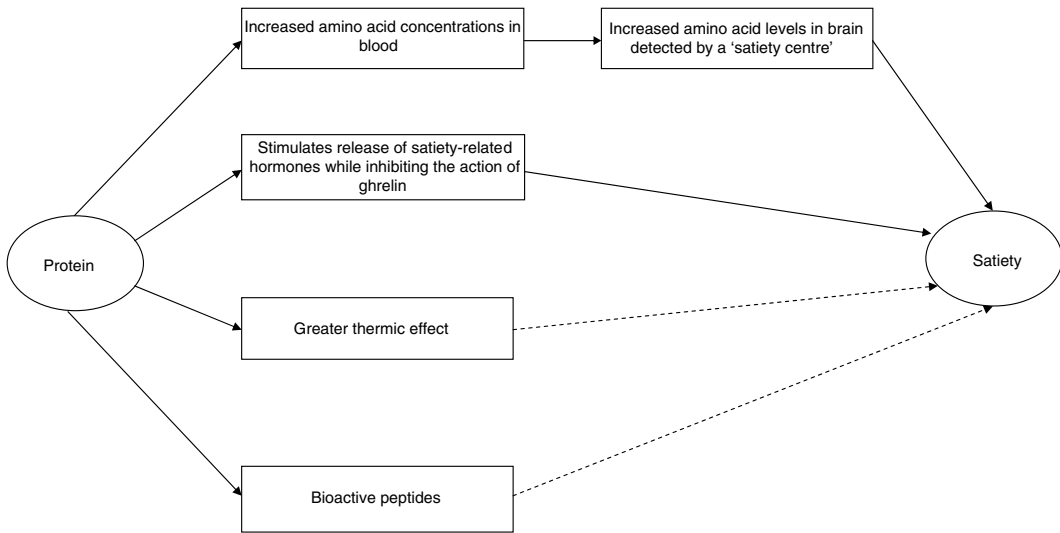 Increased amino acid concentrations in
blood
Increased amino acid levels in brain
detected by a ‘satiety centre’
Stimulates release of satiety-related
hormones while inhibiting the action of
ghrelin
Protein
Satiety
Greater thermic effect
Bioactive peptides